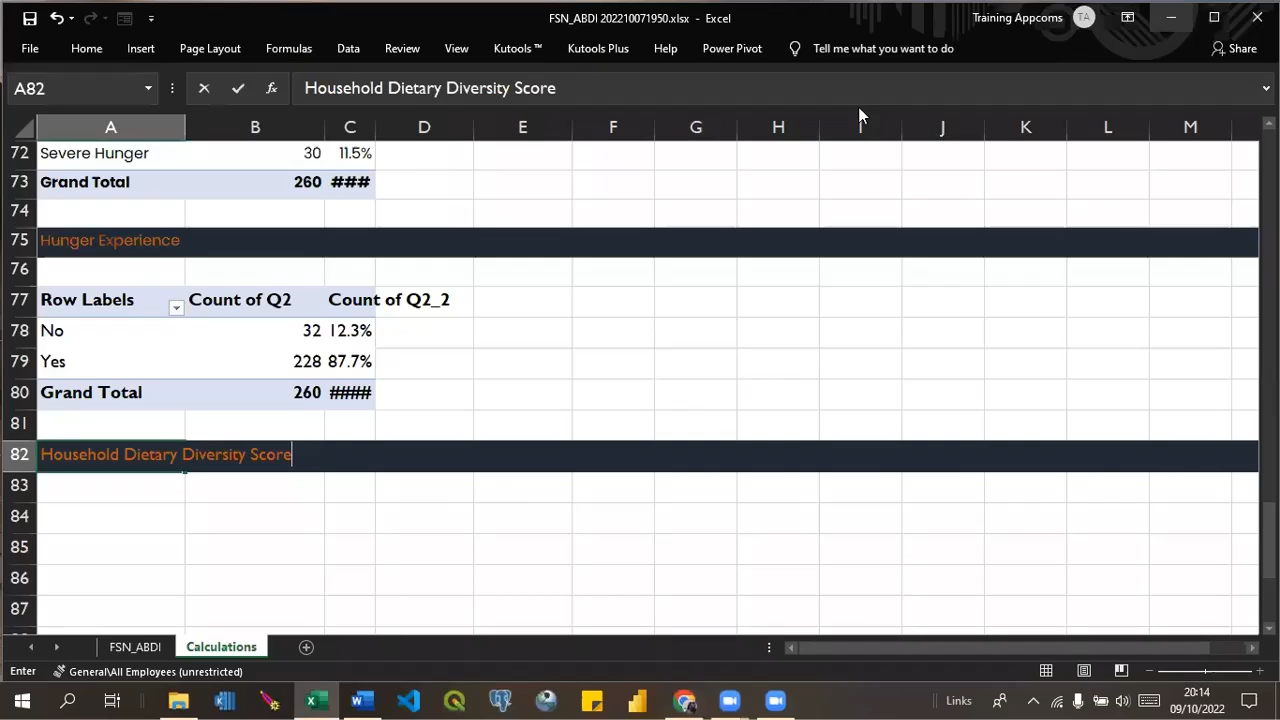 FSN_ABDI 202210071950.xlsx - Excel
Training Appcoms TA
File Home Insert Page Layout Formulas Data Review View Kutools ™ Kutools Plus Help Power Pivot Tell me what you want to do Share
A82 fx Household Dietary Diversity Score
A B C D E F G H I J K L M
72 Severe Hunger 30 11.5%
73 Grand Total 260 ###
74
75 Hunger Experience
76
77 Row Labels Count of Q2 Count of Q2_2
78 No 32 12.3%
79 Yes 228 87.7%
80 Grand Total 260 ####
81
82 Household Dietary Diversity Score
83
84
85
86
87
FSN_ABDI Calculations
Enter General\All Employees (unrestricted)
Links 20:14
09/10/2022